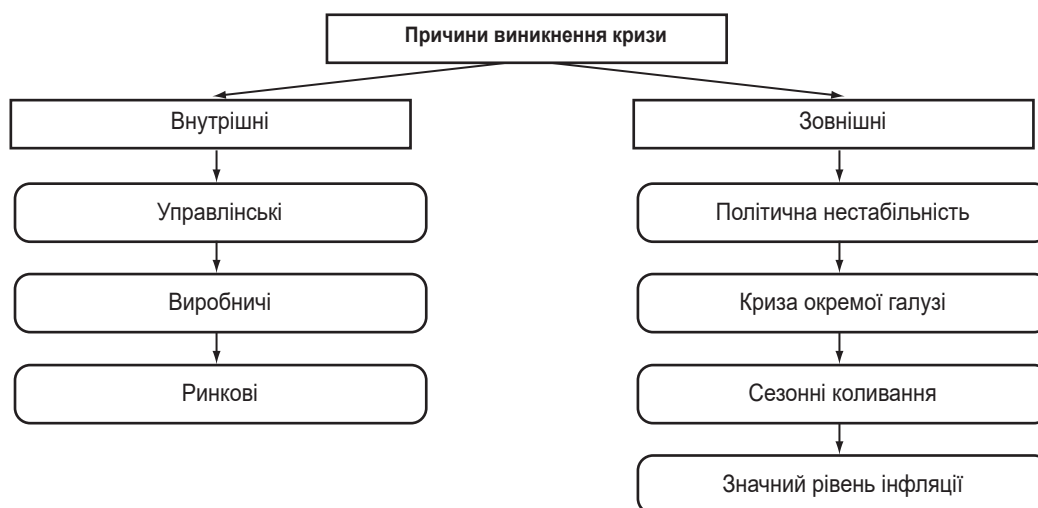 Причини виникнення кризи
Внутрішні
Управлінські
Виробничі
Ринкові
Зовнішні
Політична нестабільність
Криза окремої галузі
Сезонні коливання
Значний рівень інфляції